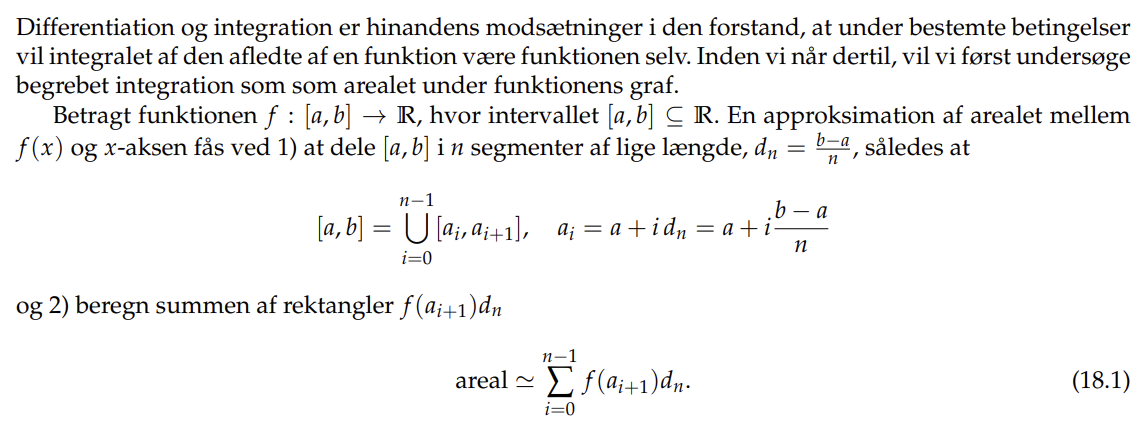 Differentiation og integration er hinandens modsætninger i den forstand, at under bestemte betingelser
vil integralet af den afledte af en funktion være funktionen selv. Inden vi når dertil, vil vi først undersøge
begrebet integration som som arealet under funktionens graf.
Betragt funktionen f : [a, b] → ℝ, hvor intervallet [a, b] ⊆ ℝ. En approksimation af arealet mellem
f(x) og x-aksen fås ved 1) at dele [a, b] i n segmenter af lige længde, d_n = \frac{b−a}{n}, således at
[a, b] = \bigcup_{i=0}^{n−1} [a_i, a_{i+1}], a_i = a + i d_n = a + i \frac{b − a}{n}
og 2) beregn summen af rektangler f(a_{i+1})d_n
areal ≃ \sum_{i=0}^{n−1} f(a_{i+1})d_n. (18.1)